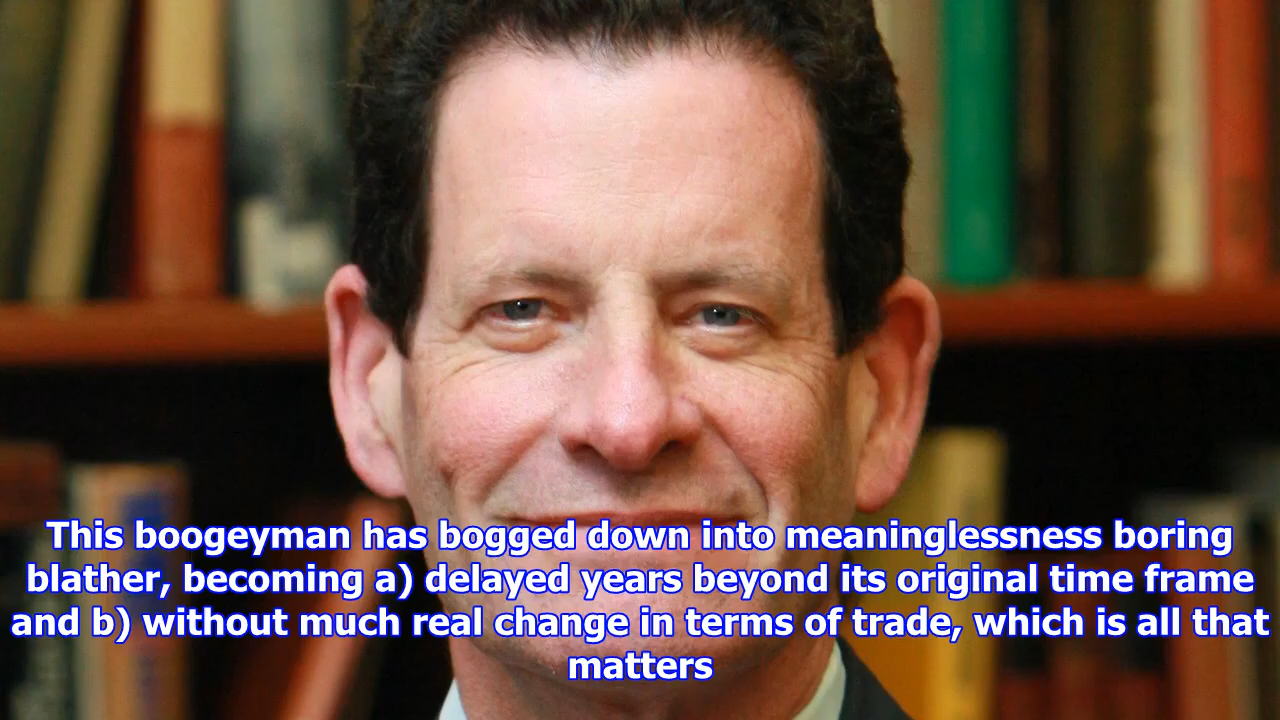 This boogeyman has bogged down into meaninglessness boring
blather, becoming a) delayed years beyond its original time frame
and b) without much real change in terms of trade, which is all that
matters